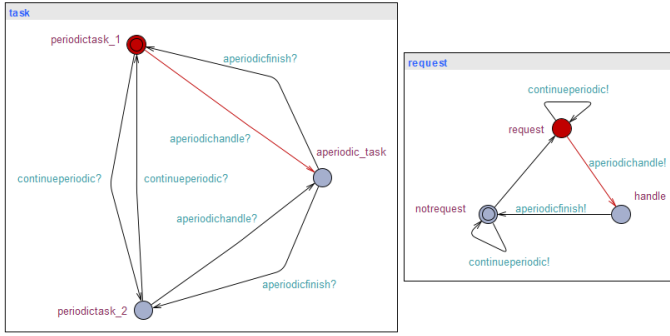 task
periodictask_1
aperiodicfinish?
aperiodichandle?
aperiodic_task
continueperiodic?
continueperiodic?
aperiodichandle?
aperiodicfinish?
periodictask_2
request
continueperiodic!
request
aperiodichandle!
handle
notrequest
aperiodicfinish!
continueperiodic!